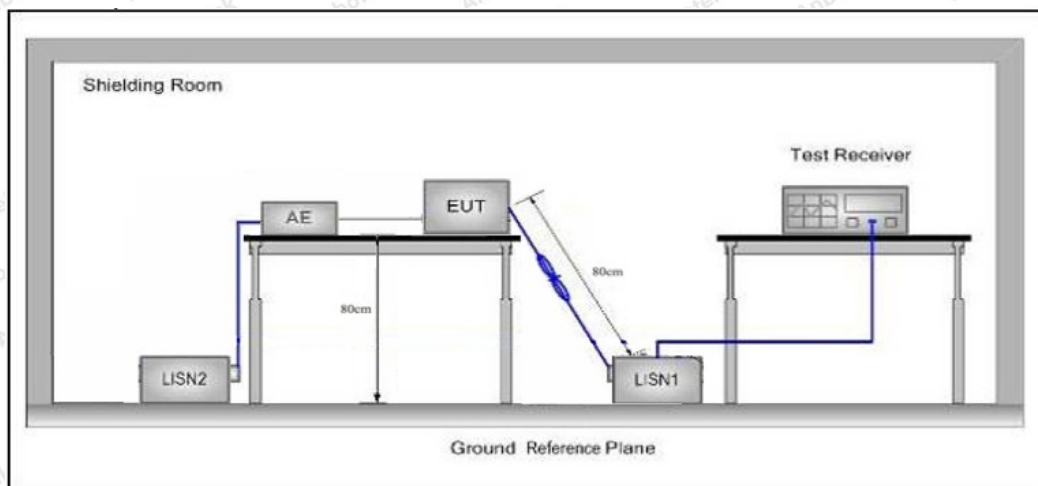 Shielding Room
Test Receiver
AE
EUT
80cm
80cm
LISN2
LISN1
Ground Reference Plane